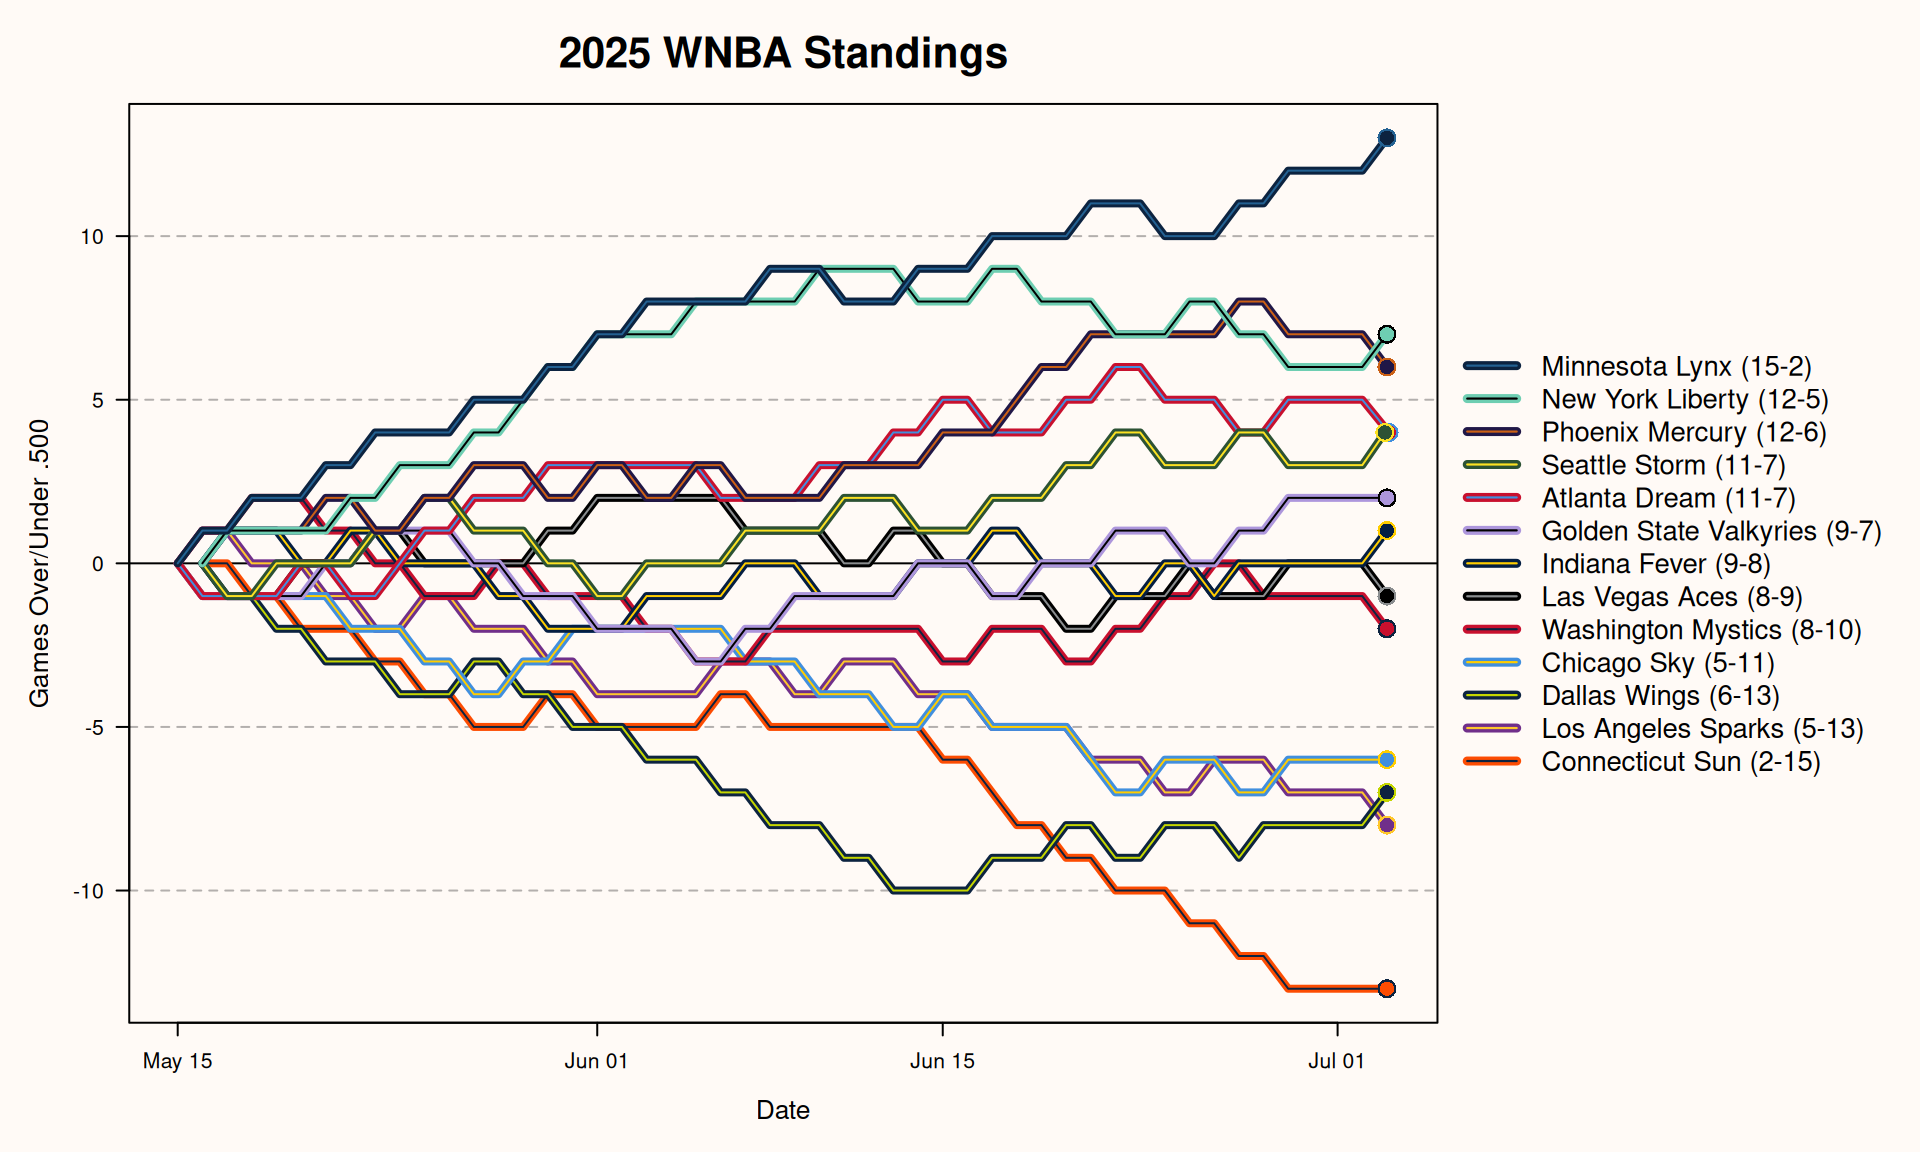 2025 WNBA Standings
Games Over/Under .500
10
5
0
-5
-10
May 15
Jun 01
Jun 15
Jul 01
Date
Minnesota Lynx (15-2)
New York Liberty (12-5)
Phoenix Mercury (12-6)
Seattle Storm (11-7)
Atlanta Dream (11-7)
Golden State Valkyries (9-7)
Indiana Fever (9-8)
Las Vegas Aces (8-9)
Washington Mystics (8-10)
Chicago Sky (5-11)
Dallas Wings (6-13)
Los Angeles Sparks (5-13)
Connecticut Sun (2-15)